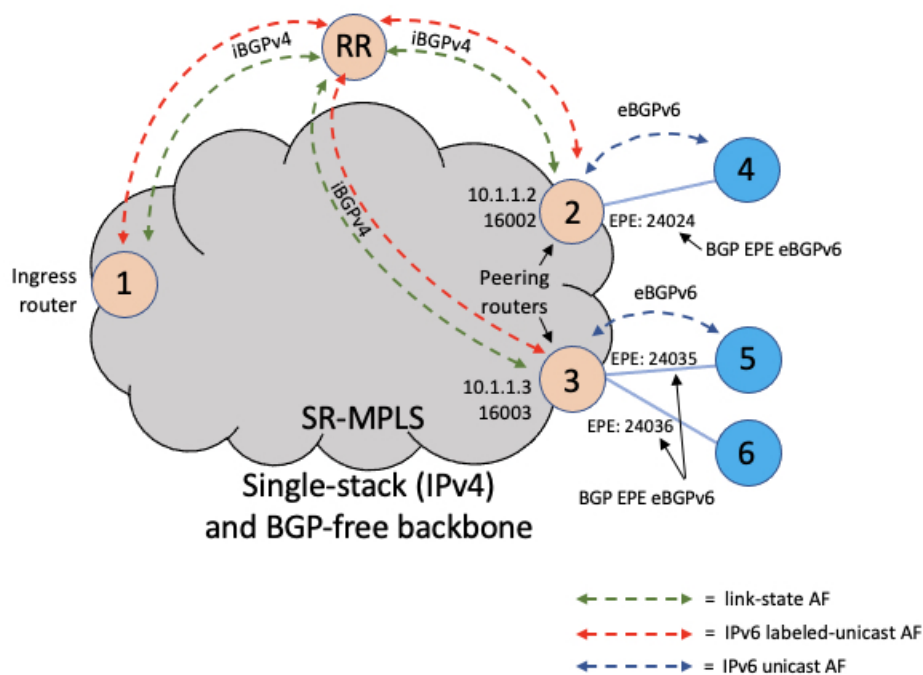 RR
iBGPv4
iBGPv4
eBGPv6
4
10.1.1.2
16002
2
EPE: 24024
BGP EPE eBGPv6
iBGPv4
Ingress
router
1
Peering
routers
eBGPv6
5
EPE: 24035
10.1.1.3
16003
3
SR-MPLS
EPE: 24036
6
Single-stack (IPv4)
and BGP-free backbone
BGP EPE eBGPv6
= link-state AF
= IPv6 labeled-unicast AF
= IPv6 unicast AF